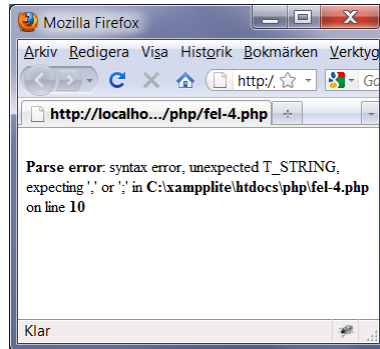 Mozilla Firefox
Arkiv Redigera Visa Historik Bokmärken Verktyg
http:/ Go
http://localho.../php/fel-4.php
Parse error: syntax error, unexpected T_STRING,
expecting ',' or ';' in C:\xampplite\htdocs\php\fel-4.php
on line 10
Klar